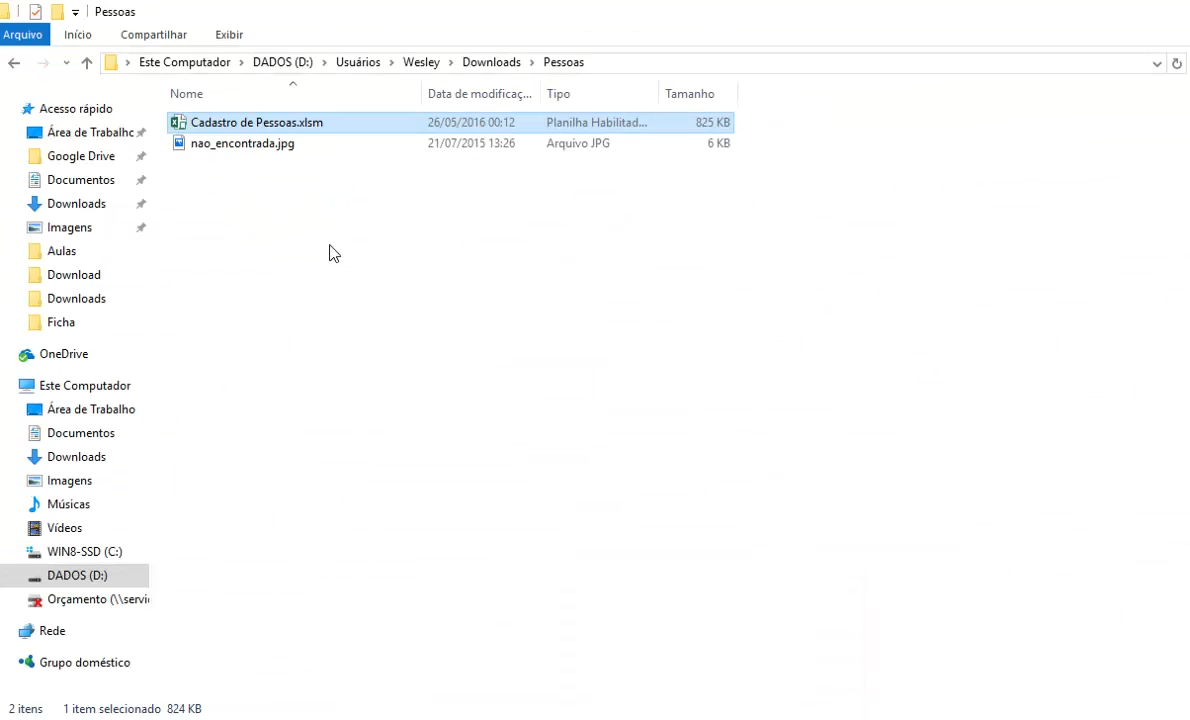 Pessoas
Arquivo Início Compartilhar Exibir
Este Computador > DADOS (D:) > Usuários > Wesley > Downloads > Pessoas
Nome Data de modificaç... Tipo Tamanho
Cadastro de Pessoas.xlsm 26/05/2016 00:12 Planilha Habilitad... 825 KB
nao_encontrada.jpg 21/07/2015 13:26 Arquivo JPG 6 KB
Acesso rápido
Área de Trabalho
Google Drive
Documentos
Downloads
Imagens
Aulas
Download
Downloads
Ficha
OneDrive
Este Computador
Área de Trabalho
Documentos
Downloads
Imagens
Músicas
Vídeos
WIN8-SSD (C:)
DADOS (D:)
Orçamento (\\servi
Rede
Grupo doméstico
2 itens 1 item selecionado 824 KB